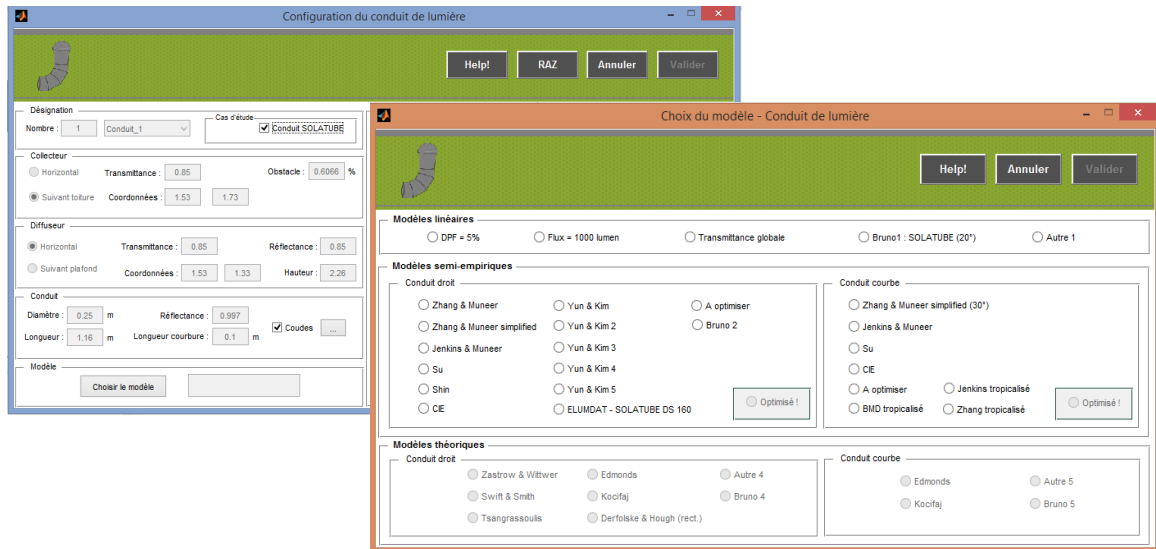 Configuration du conduit de lumière
Help! RAZ Annuler Valider
Désignation
Nombre : 1 Conduit_1
Cas d'étude
Conduit SOLATUBE
Collecteur
Horizontal Transmittance : 0.85 Obstacle : 0.6066 %
Suivant toiture Coordonnées : 1.53 1.73
Diffuseur
Horizontal Transmittance : 0.85 Réflectance : 0.85
Suivant plafond Coordonnées : 1.53 1.33 Hauteur : 2.26
Conduit
Diamètre : 0.25 m Réflectance : 0.997
Longueur : 1.16 m Longueur courbure : 0.1 m
Coudes ...
Modèle
Choisir le modèle
Choix du modèle - Conduit de lumière
Help! Annuler Valider
Modèles linéaires
DPF = 5% Flux = 1000 lumen Transmittance globale Bruno1 : SOLATUBE (20°) Autre 1
Modèles semi-empiriques
Conduit droit
Zhang & Muneer Yun & Kim A optimiser
Zhang & Muneer simplified Yun & Kim 2 Bruno 2
Jenkins & Muneer Yun & Kim 3
Su Yun & Kim 4
Shin Yun & Kim 5
CIE ELUMDAT - SOLATUBE DS 160
Optimisé !
Conduit courbe
Zhang & Muneer simplified (30°)
Jenkins & Muneer
Su
CIE
A optimiser Jenkins tropicalisé
BMD tropicalisé Zhang tropicalisé
Optimisé !
Modèles théoriques
Conduit droit
Zastrow & Wittwer Edmonds Autre 4
Swift & Smith Kocifaj Bruno 4
Tsangrassoulis Derfolske & Hough (rect.)
Conduit courbe
Edmonds Autre 5
Kocifaj Bruno 5